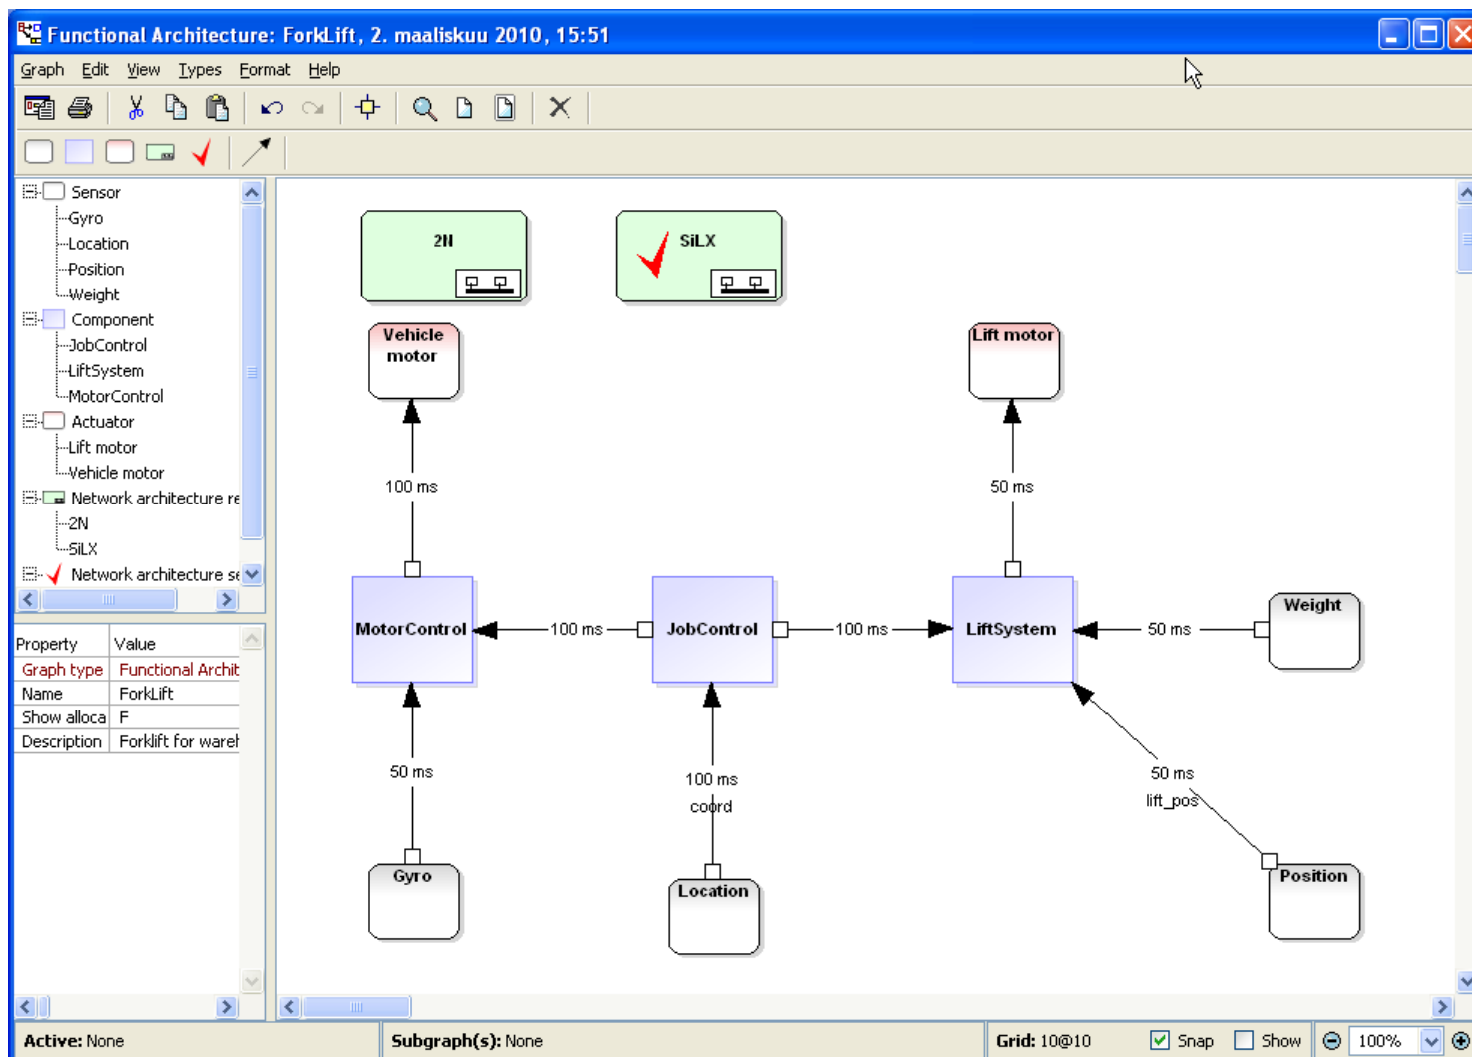 Functional Architecture: ForkLift, 2. maaliskuu 2010, 15:51
Graph Edit View Types Format Help
Sensor
Gyro
Location
Position
Weight
Component
JobControl
LiftSystem
MotorControl
Actuator
Lift motor
Vehicle motor
Network architecture re
2N
SiLX
Network architecture se
Property Value
Graph type Functional Archit
Name ForkLift
Show alloca F
Description Forklift for wareh
2N
SiLX
Vehicle
motor
Lift motor
100 ms
50 ms
MotorControl
100 ms
JobControl
100 ms
LiftSystem
50 ms
Weight
50 ms
100 ms
coord
50 ms
lift_pos
Gyro
Location
Position
Active: None
Subgraph(s): None
Grid: 10@10
Snap
Show
100%